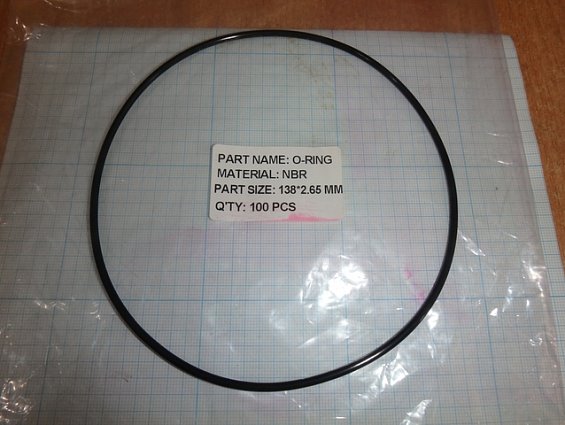 PART NAME: O-RING
MATERIAL: NBR
PART SIZE: 138*2.65 MM
Q'TY: 100 PCS